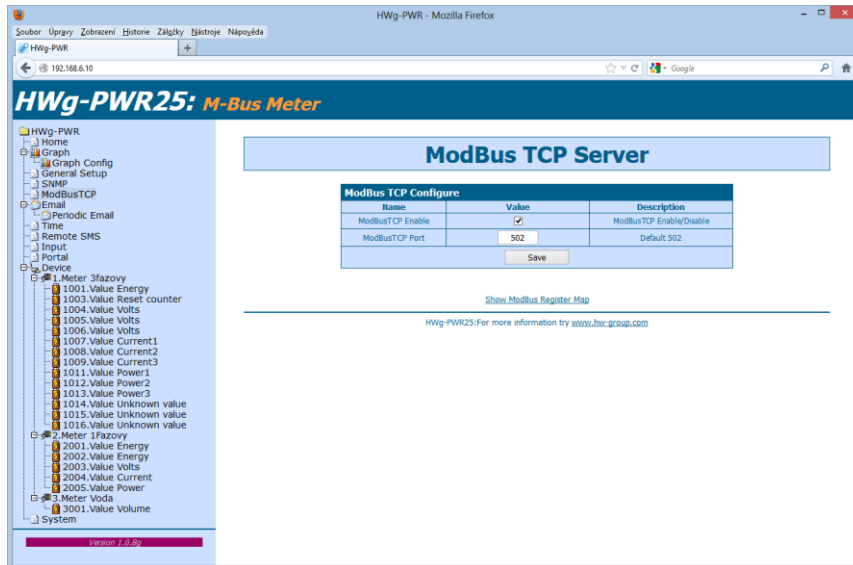 HWg-PWR - Mozilla Firefox
Soubor Úpravy Zobrazení Historie Záložky Nástroje Nápověda
HWg-PWR +
192.168.6.10
Google
HWg-PWR25: M-Bus Meter
HWg-PWR
Home
Graph
Graph Config
General Setup
SNMP
ModBusTCP
Email
Periodic Email
Time
Remote SMS
Input
Portal
Device
1.Meter 3fazovy
1001.Value Energy
1003.Value Reset counter
1004.Value Volts
1005.Value Volts
1006.Value Volts
1007.Value Current1
1008.Value Current2
1009.Value Current3
1011.Value Power1
1012.Value Power2
1013.Value Power3
1014.Value Unknown value
1015.Value Unknown value
1016.Value Unknown value
2.Meter 1Fazovy
2001.Value Energy
2002.Value Energy
2003.Value Volts
2004.Value Current
2005.Value Power
3.Meter Voda
3001.Value Volume
System
Version 1.0.8g
ModBus TCP Server
ModBus TCP Configure
Name Value Description
ModBusTCP Enable ModBusTCP Enable/Disable
ModBusTCP Port 502 Default 502
Save
Show ModBus Register Map
HWg-PWR25:For more information try www.hw-group.com